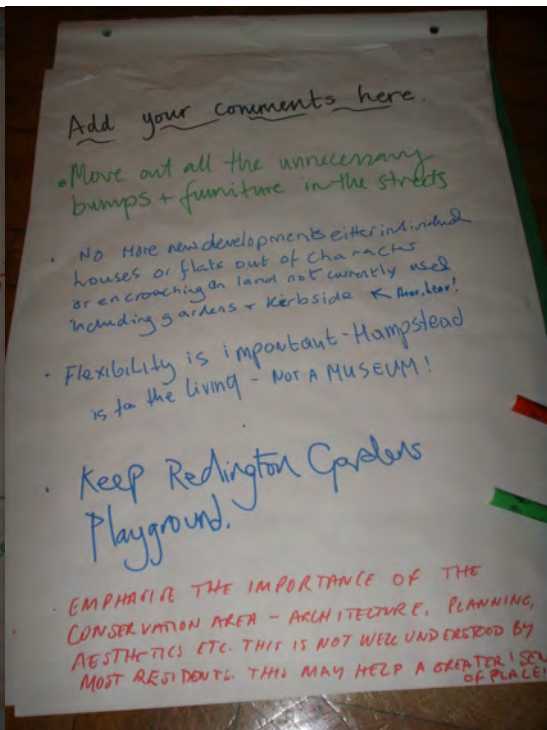 Add your comments here.
• Move out all the unnecessary
bumps + furniture in the streets
· No More new developments either individual
houses or flats out of character
or encroaching on land not currently used
including gardens + kerbside ← Hear, hear!
· Flexibility is important - Hampstead
is for the living - NOT A MUSEUM!
· Keep Redington Gardens
Playground.
· EMPHASISE THE IMPORTANCE OF THE
CONSERVATION AREA - ARCHITECTURE, PLANNING,
AESTHETICS ETC. THIS IS NOT WELL UNDERSTOOD BY
MOST RESIDENTS. THIS MAY HELP A GREATER 'SEN
OF PLACE'